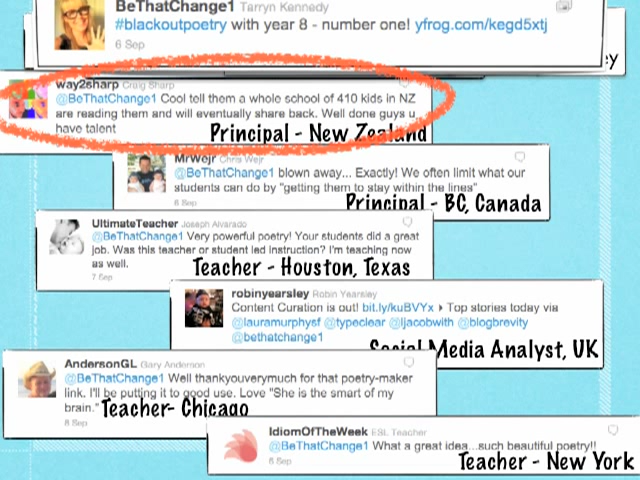 BeThatChange1 Tarryn Kennedy
#blackoutpoetry with year 8 - number one! yfrog.com/kegd5xtj
6 Sep
way2sharp Craig Sharp
@BeThatChange1 Cool tell them a whole school of 410 kids in NZ
are reading them and will eventually share back. Well done guys u
have talent
Principal - New Zealand
MrWejr Chris Wejr
@BeThatChange1 blown away... Exactly! We often limit what our
students can do by "getting them to stay within the lines"
6 Sep
Principal - BC, Canada
UltimateTeacher Joseph Alvarado
@BeThatChange1 Very powerful poetry! Your students did a great
job. Was this teacher or student led instruction? I'm teaching now
as well.
7 Sep
Teacher - Houston, Texas
robinyearsley Robin Yearsley
Content Curation is out! bit.ly/kuBVYx ▸ Top stories today via
@lauramurphysf @typeclear @ljacobwith @blogbrevity
@bethatchange1
Social Media Analyst, UK
AndersonGL Gary Anderson
@BeThatChange1 Well thankyouverymuch for that poetry-maker
link. I'll be putting it to good use. Love "She is the smart of my
brain."
Teacher- Chicago
8 Sep
IdiomOfTheWeek ESL Teacher
@BeThatChange1 What a great idea...such beautiful poetry!!
6 Sep
Teacher - New York